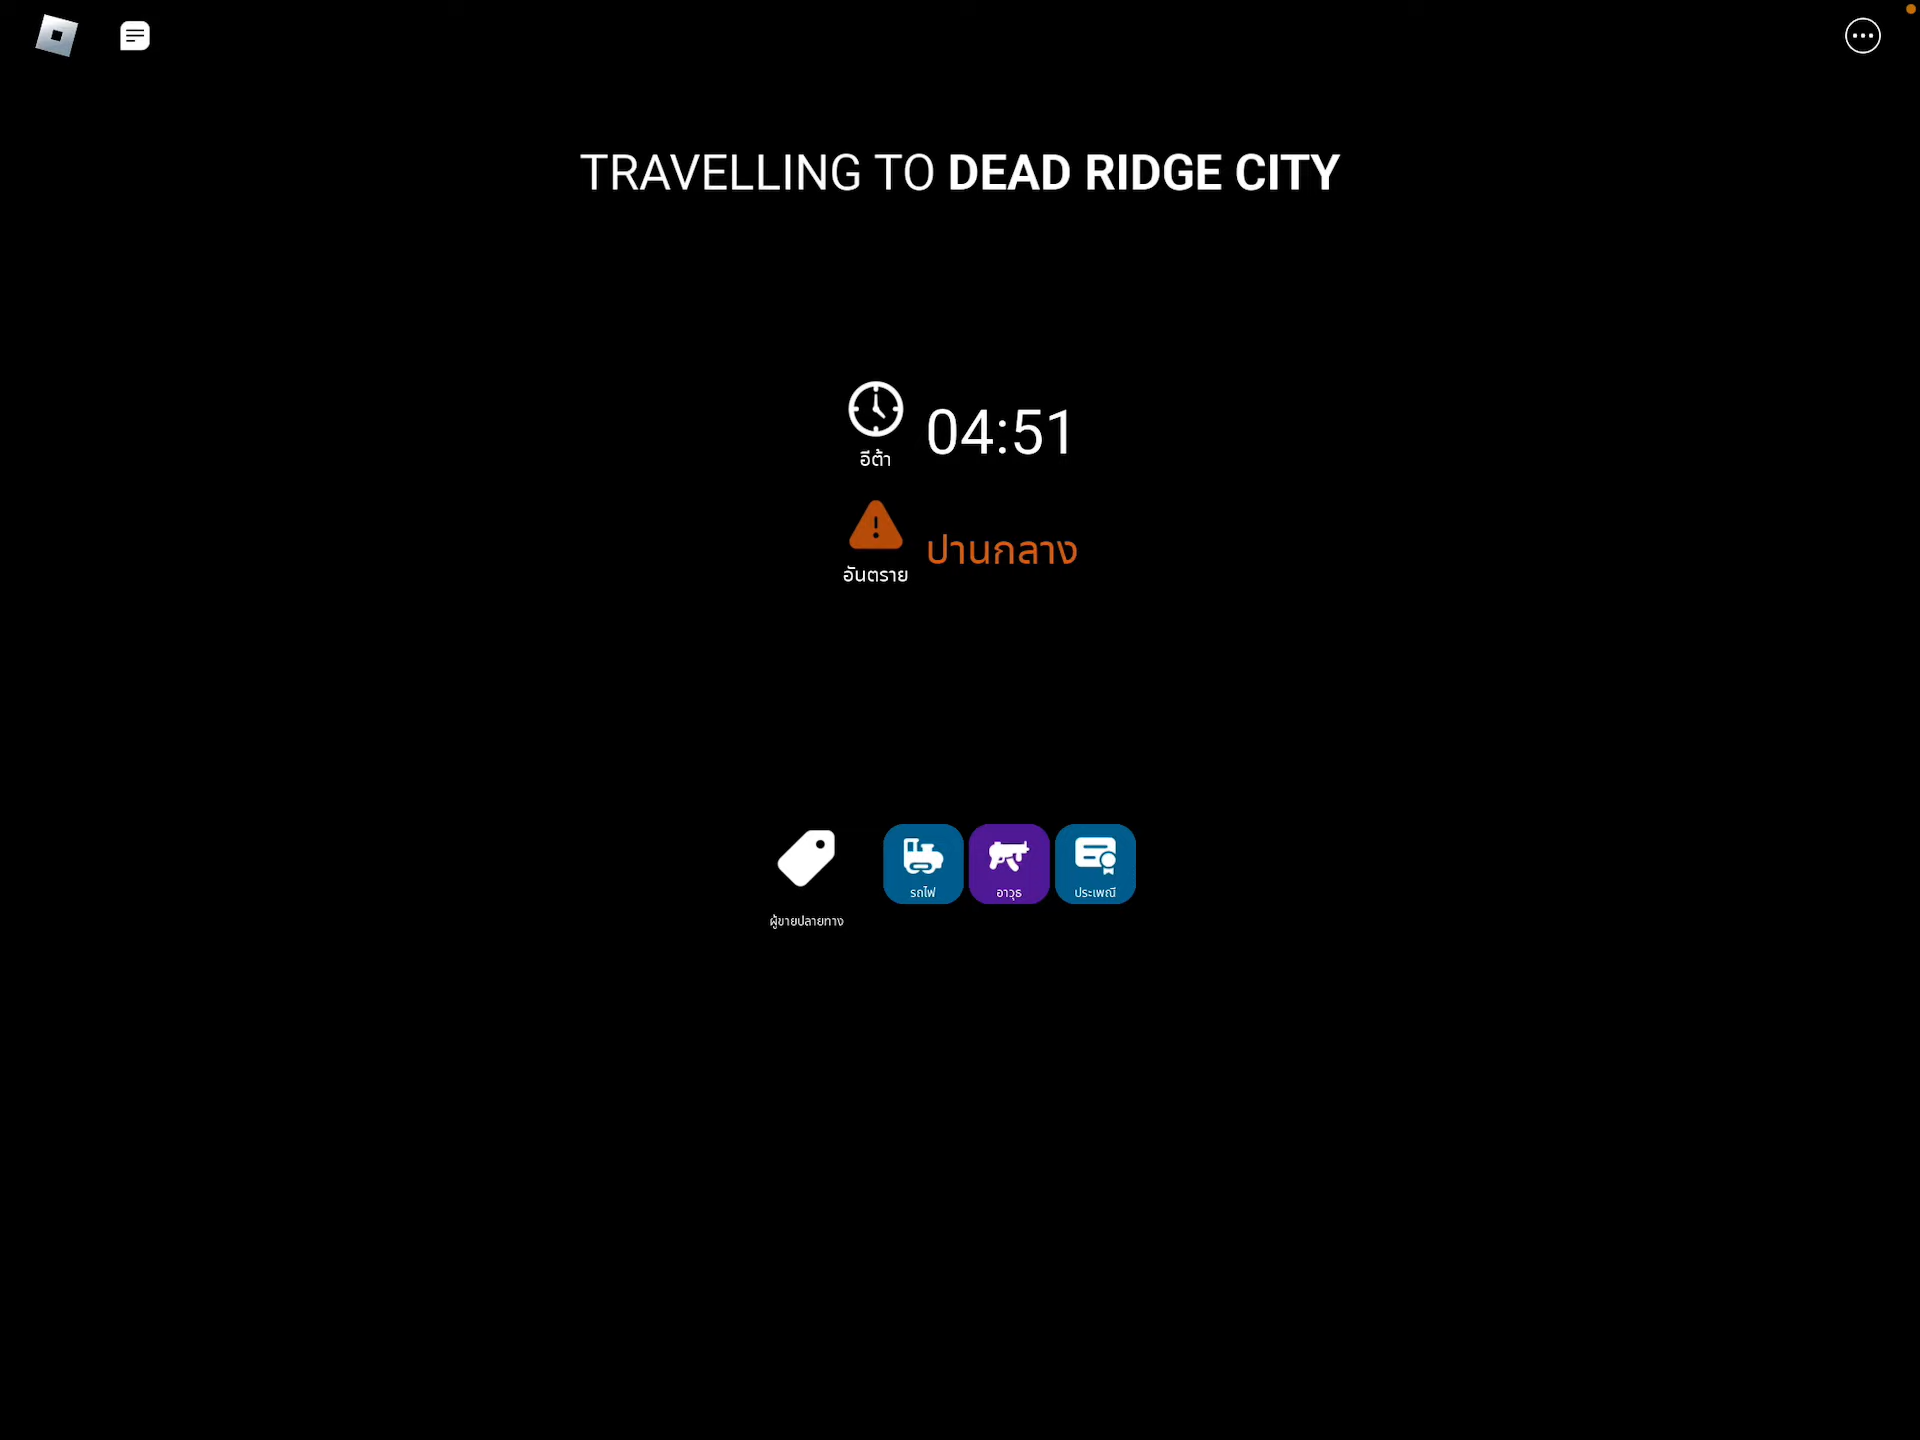 TRAVELLING TO DEAD RIDGE CITY
04:51
อีต้า
ปานกลาง
อันตราย
รถไฟ
อาวุธ
ประเพณี
ผู้ขายปลายทาง